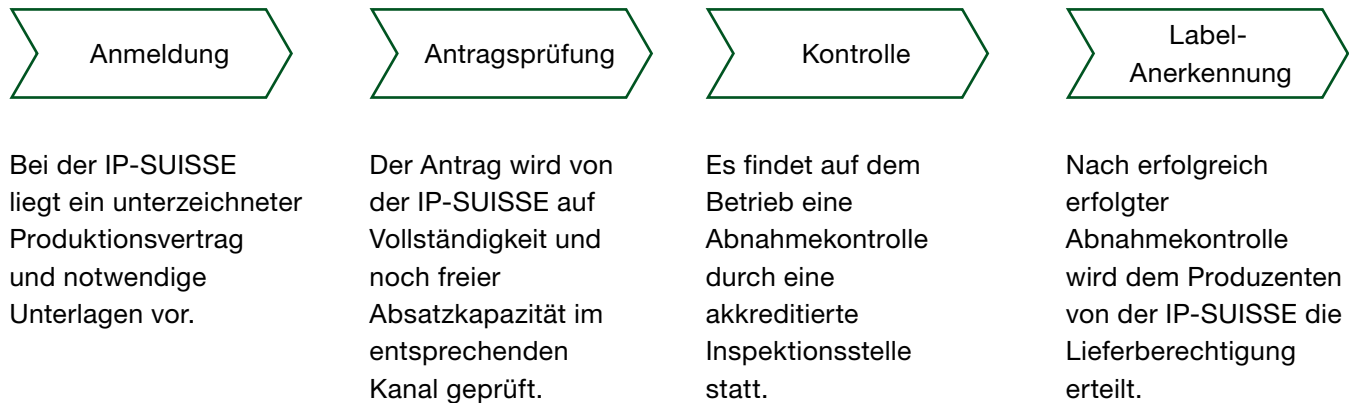 Anmeldung
Bei der IP-SUISSE
liegt ein unterzeichneter
Produktionsvertrag
und notwendige
Unterlagen vor.
Antragsprüfung
Der Antrag wird von
der IP-SUISSE auf
Vollständigkeit und
noch freier
Absatzkapazität im
entsprechenden
Kanal geprüft.
Kontrolle
Es findet auf dem
Betrieb eine
Abnahmekontrolle
durch eine
akkreditierte
Inspektionsstelle
statt.
Label-
Anerkennung
Nach erfolgreich
erfolgter
Abnahmekontrolle
wird dem Produzenten
von der IP-SUISSE die
Lieferberechtigung
erteilt.